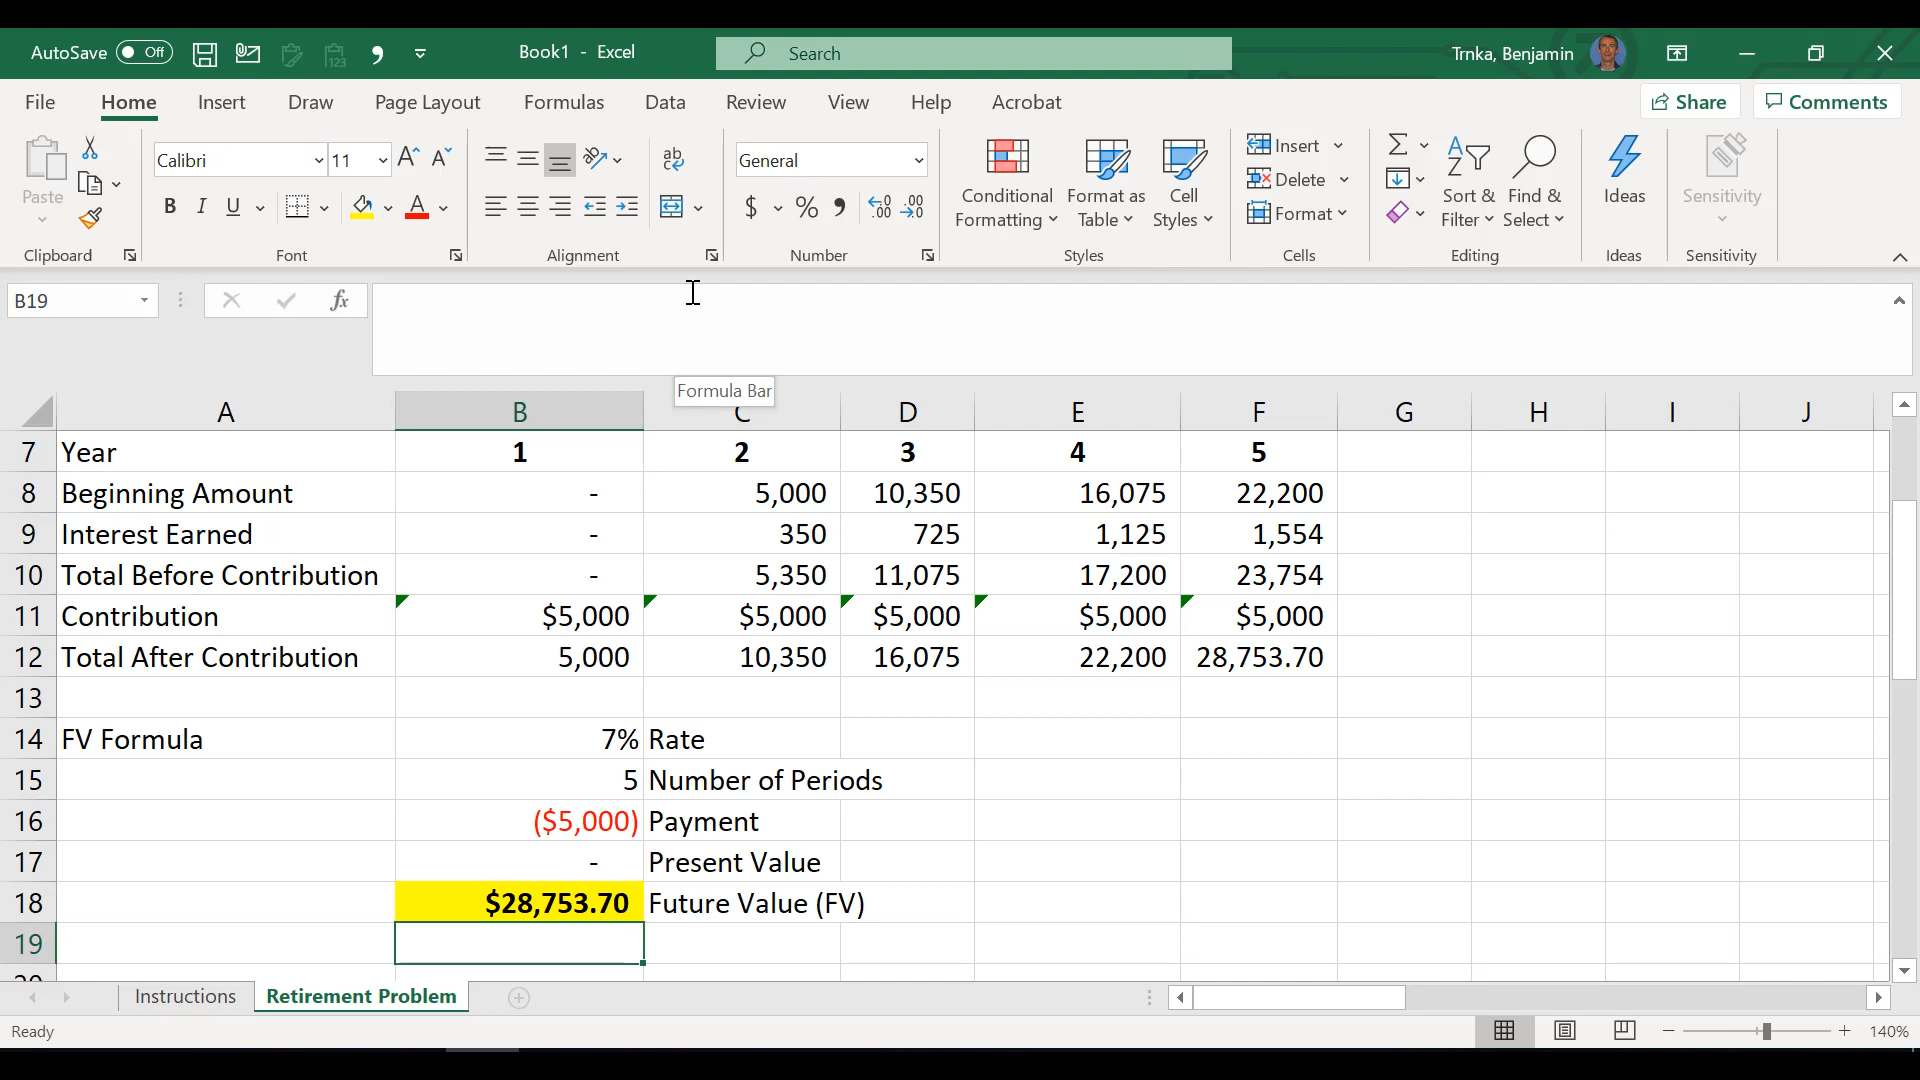 AutoSave Off Book1 - Excel Search Trnka, Benjamin
File Home Insert Draw Page Layout Formulas Data Review View Help Acrobat Share Comments
Paste
Clipboard
Calibri 11
B I U
Font
ab
Alignment
General
$ % 9 .00 .00
Number
Conditional Formatting
Format as Table
Cell Styles
Styles
Insert
Delete
Format
Cells
Sort & Filter
Find & Select
Editing
Ideas
Ideas
Sensitivity
Sensitivity
B19 fx
Formula Bar
A B C D E F G H I J
7 Year 1 2 3 4 5
8 Beginning Amount - 5,000 10,350 16,075 22,200
9 Interest Earned - 350 725 1,125 1,554
10 Total Before Contribution - 5,350 11,075 17,200 23,754
11 Contribution $5,000 $5,000 $5,000 $5,000 $5,000
12 Total After Contribution 5,000 10,350 16,075 22,200 28,753.70
13
14 FV Formula 7% Rate
15 5 Number of Periods
16 ($5,000) Payment
17 - Present Value
18 $28,753.70 Future Value (FV)
19
Instructions Retirement Problem
Ready 140%